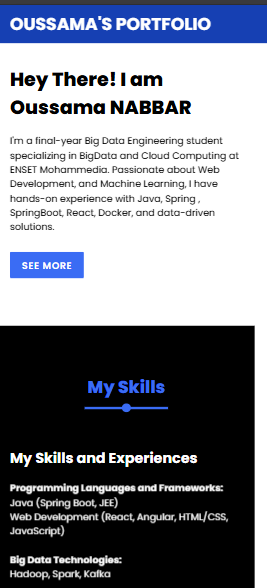 OUSSAMA'S PORTFOLIO
Hey There! I am
Oussama NABBAR
I'm a final-year Big Data Engineering student
specializing in BigData and Cloud Computing at
ENSET Mohammedia. Passionate about Web
Development, and Machine Learning, I have
hands-on experience with Java, Spring ,
SpringBoot, React, Docker, and data-driven
solutions.
SEE MORE
My Skills
My Skills and Experiences
Programming Languages and Frameworks:
Java (Spring Boot, JEE)
Web Development (React, Angular, HTML/CSS,
JavaScript)
Big Data Technologies:
Hadoop, Spark, Kafka